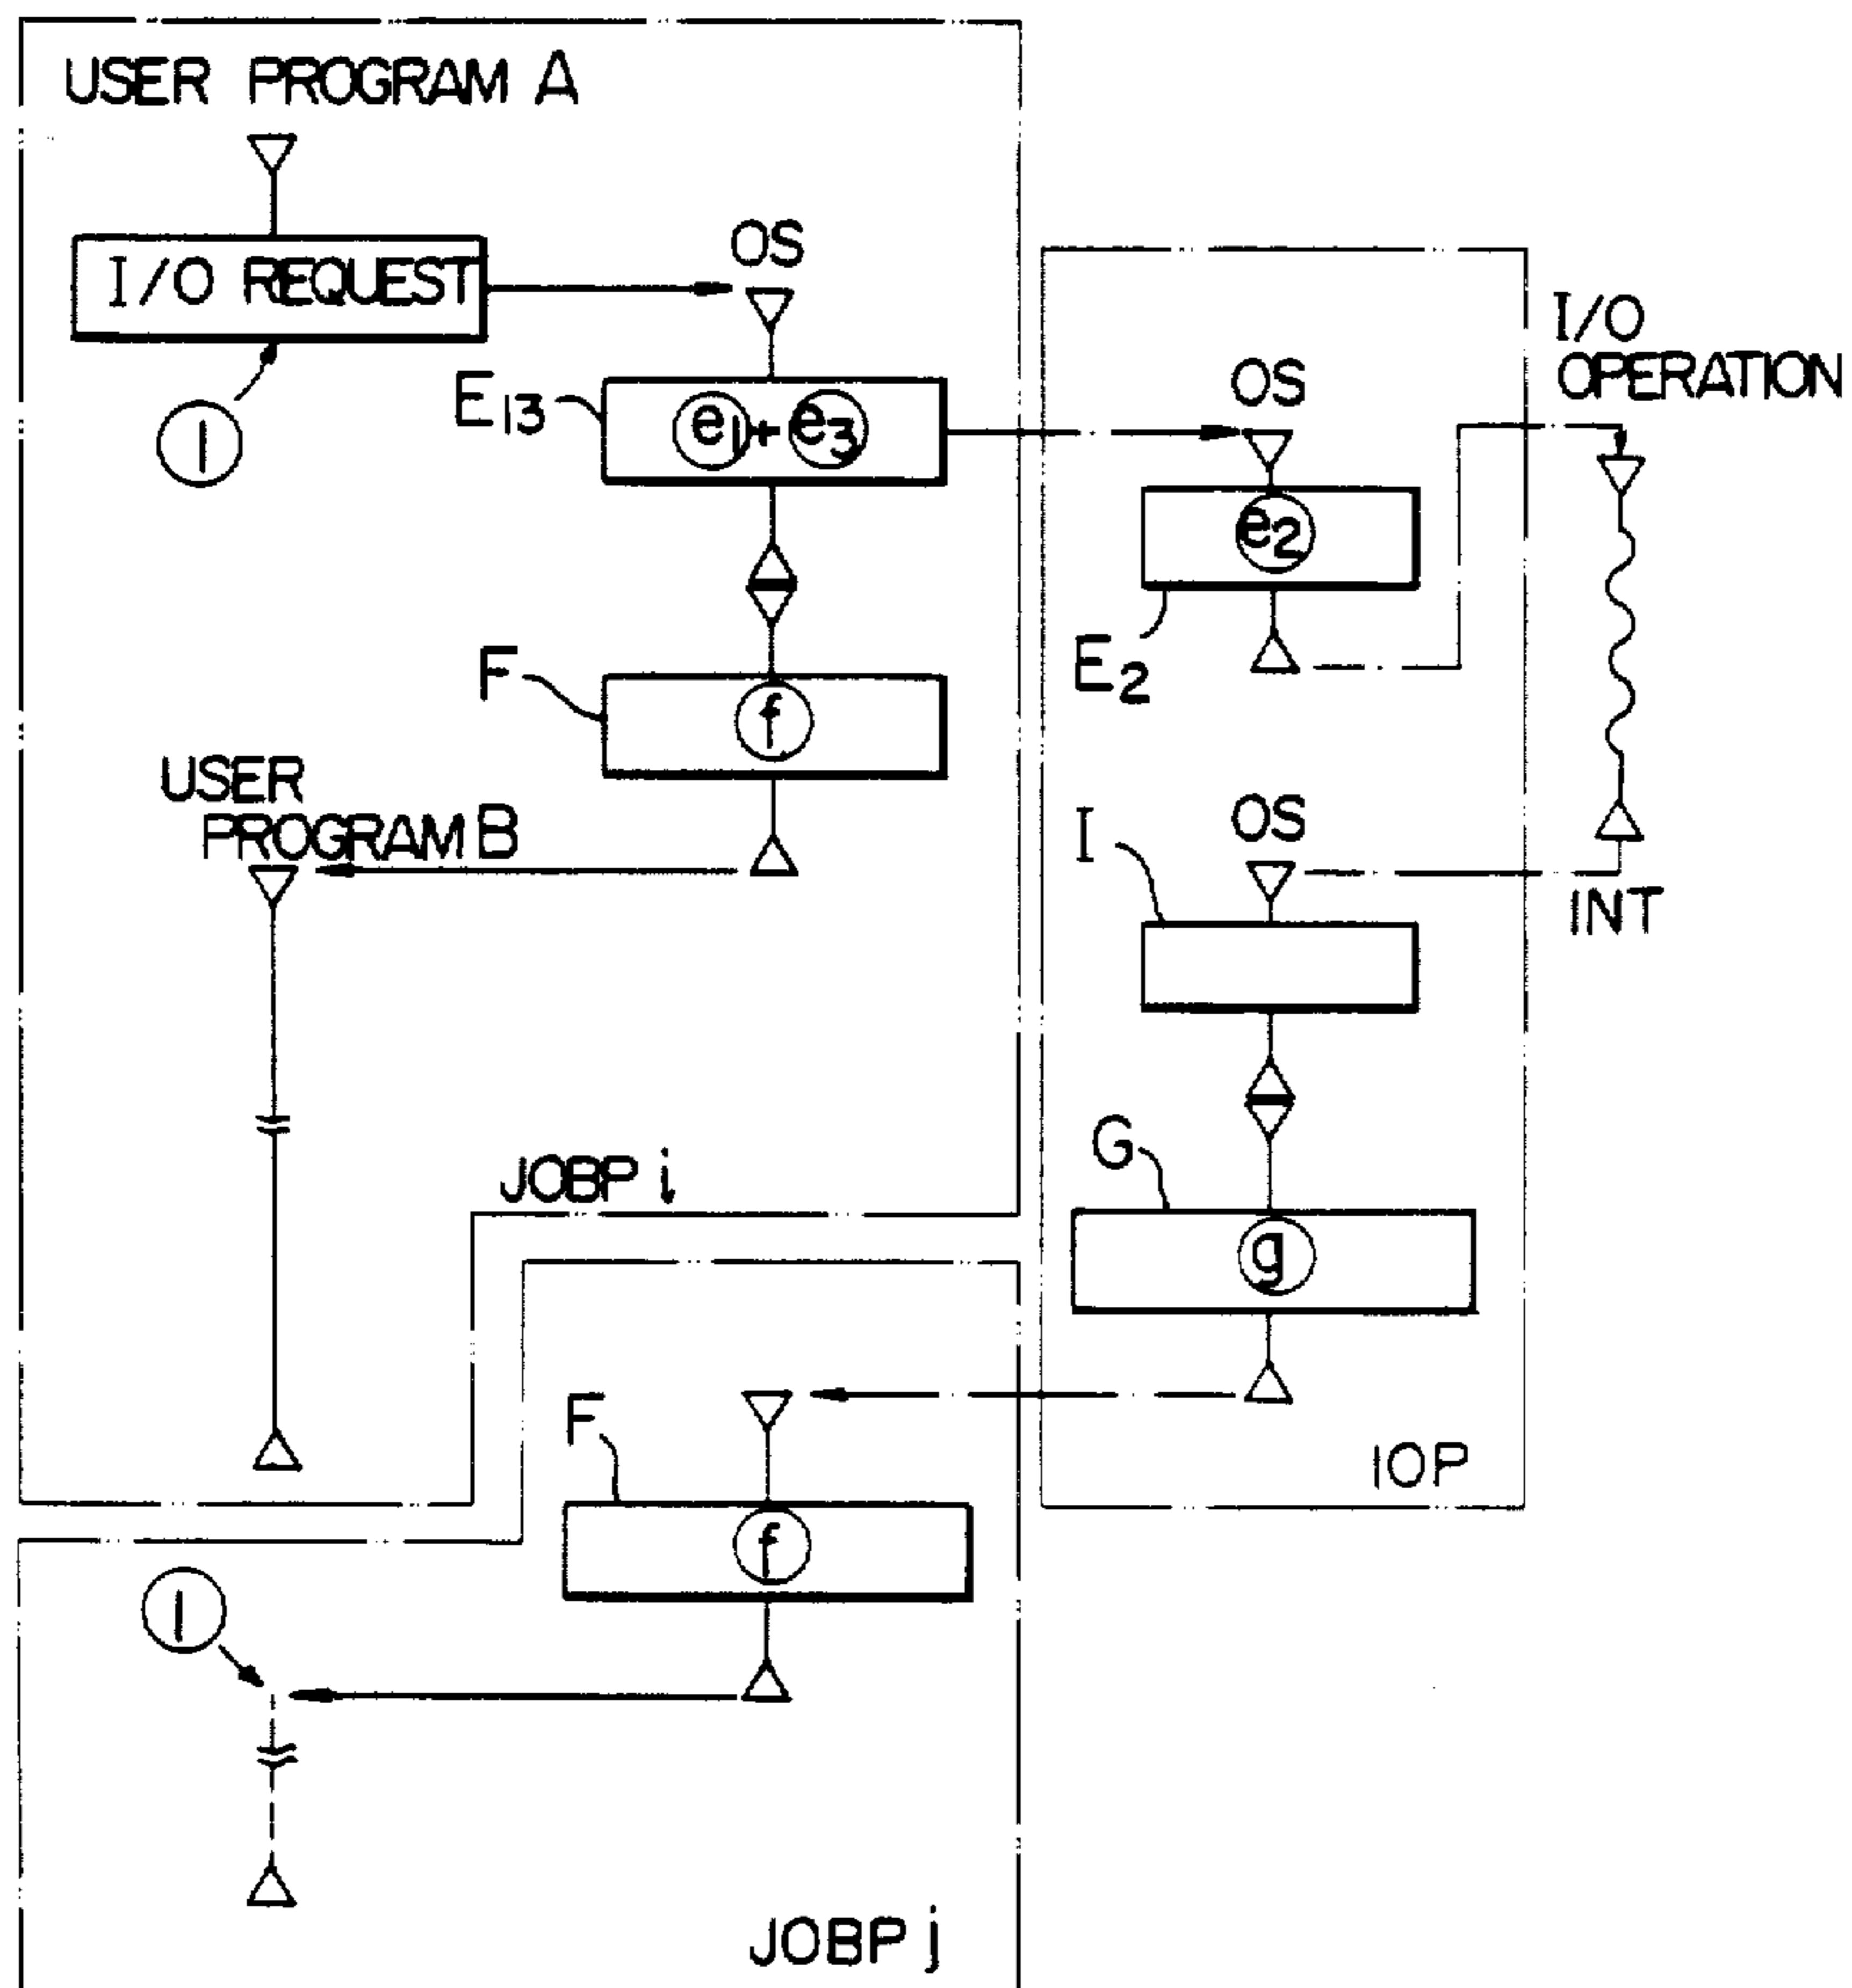 USER PROGRAM A
I/O REQUEST
OS
1
E13
e1 + e3
OS
I/O
OPERATION
e2
E2
F
f
USER
PROGRAM B
I
OS
INT
JOBP i
G
g
IOP
F
f
1
JOBP j